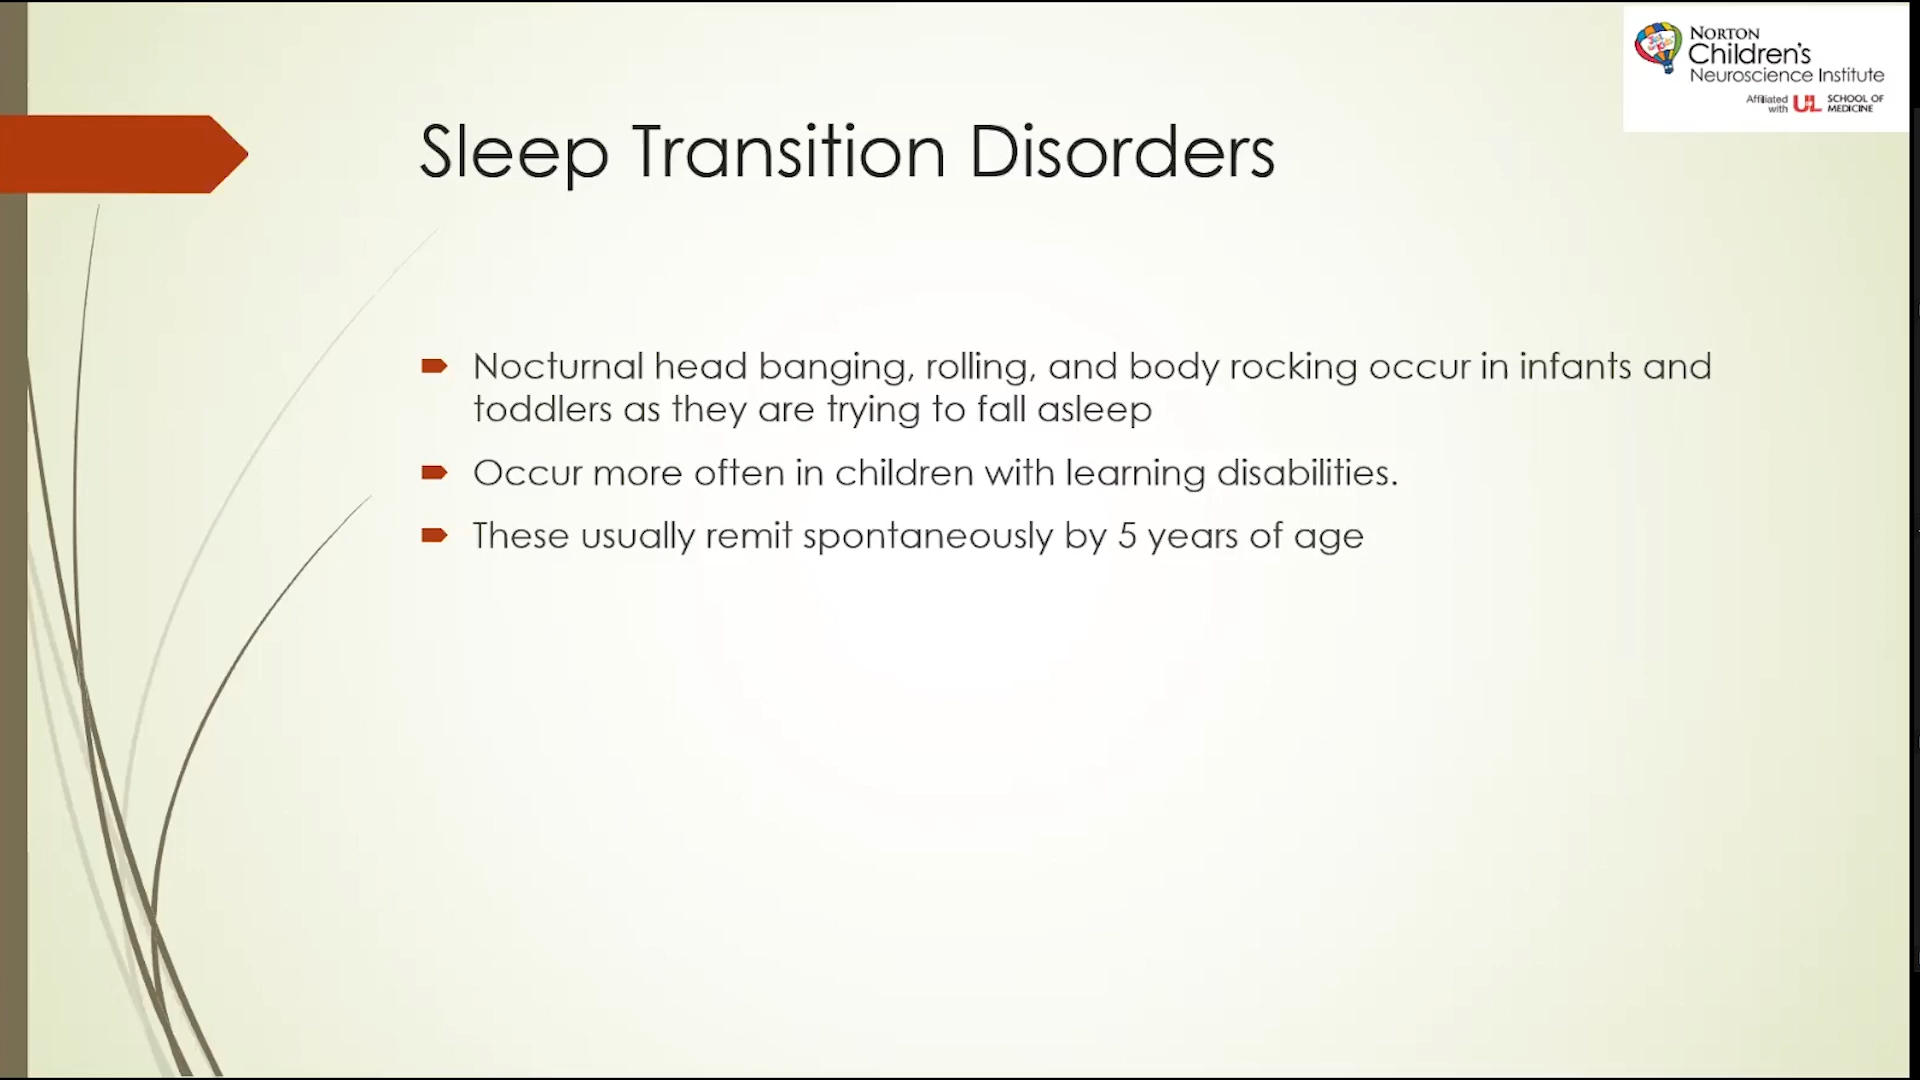 NORTON
Children's
Neuroscience Institute
Affiliated with UL SCHOOL OF MEDICINE
Sleep Transition Disorders
Nocturnal head banging, rolling, and body rocking occur in infants and
toddlers as they are trying to fall asleep
Occur more often in children with learning disabilities.
These usually remit spontaneously by 5 years of age